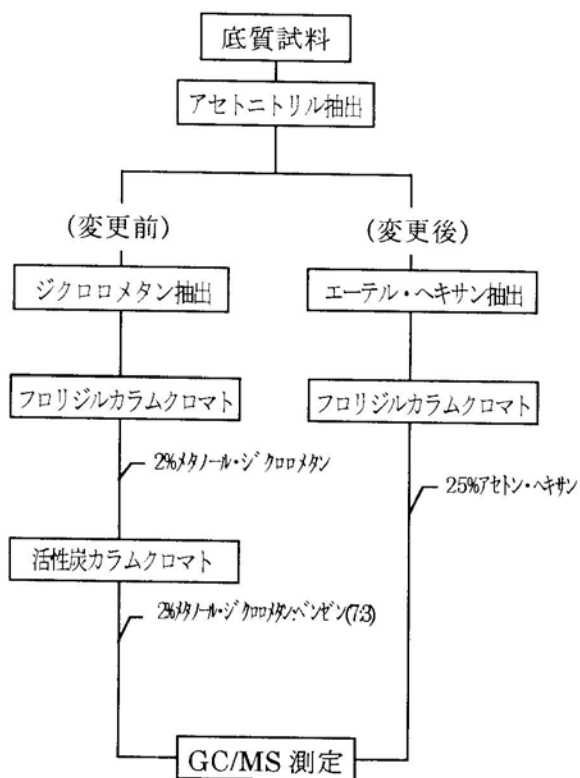 底質試料
アセトニトリル抽出
(変更前)
(変更後)
ジクロロメタン抽出
エーテル・ヘキサン抽出
フロリジルカラムクロマト
フロリジルカラムクロマト
2%メタノール・ジクロロメタン
25%アセトン・ヘキサン
活性炭カラムクロマト
2%メタノール・ジクロロメタン:ベンゼン(7:3)
GC/MS 測定